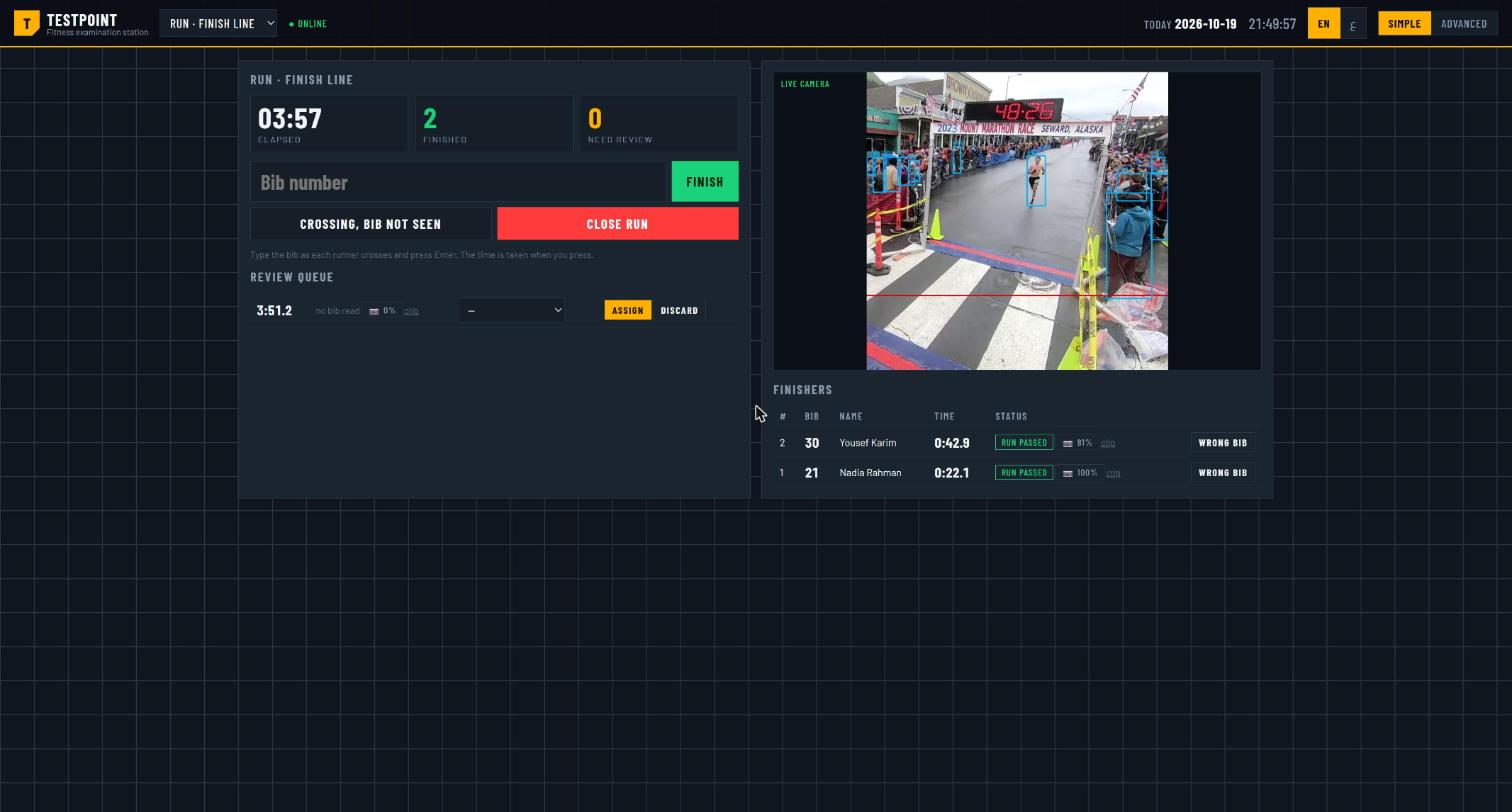 T
TESTPOINT
Fitness examination station
RUN · FINISH LINE
ONLINE
TODAY 2026-10-19 21:49:57
EN
ع
SIMPLE
ADVANCED
RUN · FINISH LINE
03:57
ELAPSED
2
FINISHED
0
NEED REVIEW
Bib number
FINISH
CROSSING, BIB NOT SEEN
CLOSE RUN
Type the bib as each runner crosses and press Enter. The time is taken when you press.
REVIEW QUEUE
3:51.2 no bib read 0% clip – ASSIGN DISCARD
LIVE CAMERA
48:26
2023 MOUNT MARATHON RACE SEWARD, ALASKA
FINISHERS
# BIB NAME TIME STATUS
2 30 Yousef Karim 0:42.9 RUN PASSED 81% clip WRONG BIB
1 21 Nadia Rahman 0:22.1 RUN PASSED 100% clip WRONG BIB